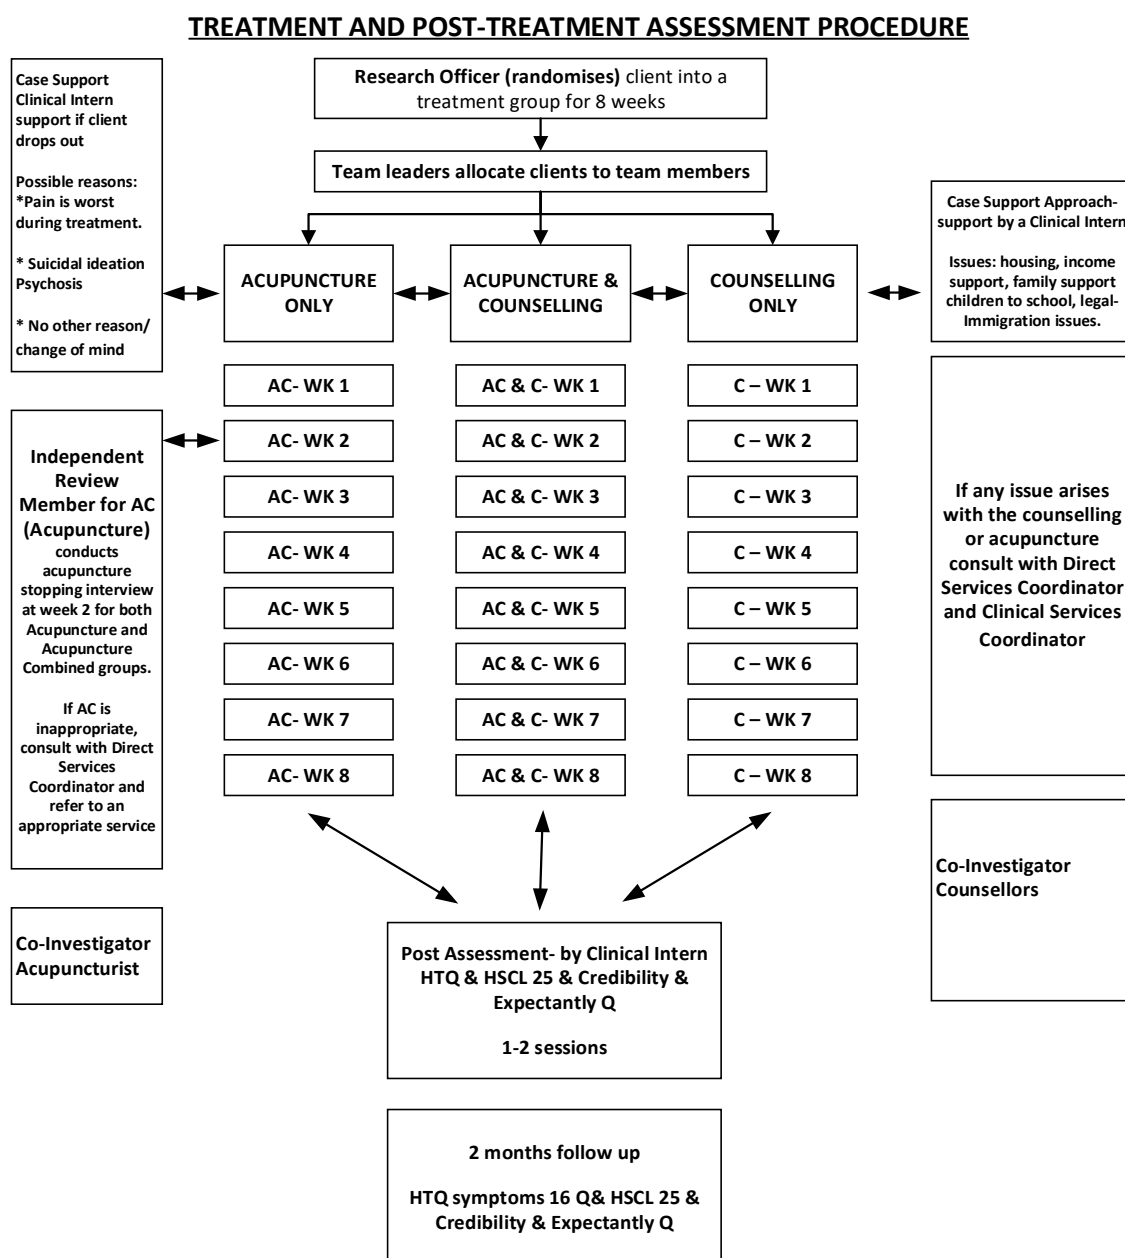 TREATMENT AND POST-TREATMENT ASSESSMENT PROCEDURE
Case Support
Clinical Intern
support if client
drops out
Possible reasons:
*Pain is worst
during treatment.
* Suicidal ideation
Psychosis
* No other reason/
change of mind
Research Officer (randomises) client into a
treatment group for 8 weeks
Team leaders allocate clients to team members
ACUPUNCTURE
ONLY
ACUPUNCTURE &
COUNSELLING
COUNSELLING
ONLY
Case Support Approach-
support by a Clinical Intern
Issues: housing, income
support, family support
children to school, legal-
Immigration issues.
Independent
Review
Member for AC
(Acupuncture)
conducts
acupuncture
stopping interview
at week 2 for both
Acupuncture and
Acupuncture
Combined groups.
If AC is
inappropriate,
consult with Direct
Services
Coordinator and
refer to an
appropriate service
AC- WK 1
AC- WK 2
AC- WK 3
AC- WK 4
AC- WK 5
AC- WK 6
AC- WK 7
AC- WK 8
AC & C- WK 1
AC & C- WK 2
AC & C- WK 3
AC & C- WK 4
AC & C- WK 5
AC & C- WK 6
AC & C- WK 7
AC & C- WK 8
C – WK 1
C – WK 2
C – WK 3
C – WK 4
C – WK 5
C – WK 6
C – WK 7
C – WK 8
If any issue arises
with the counselling
or acupuncture
consult with Direct
Services Coordinator
and Clinical Services
Coordinator
Co-Investigator
Acupuncturist
Co-Investigator
Counsellors
Post Assessment- by Clinical Intern
HTQ & HSCL 25 & Credibility &
Expectantly Q
1-2 sessions
2 months follow up
HTQ symptoms 16 Q& HSCL 25 &
Credibility & Expectantly Q